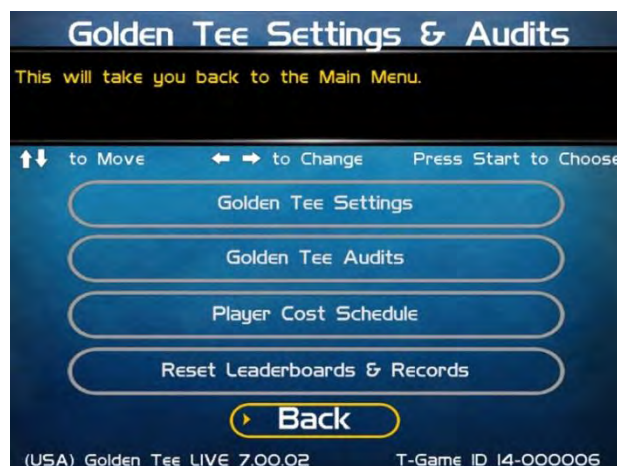 Golden Tee Settings & Audits
This will take you back to the Main Menu.
to Move to Change Press Start to Choose
Golden Tee Settings
Golden Tee Audits
Player Cost Schedule
Reset Leaderboards & Records
Back
(USA) Golden Tee LIVE 7.00.02 T-Game ID 14-000006